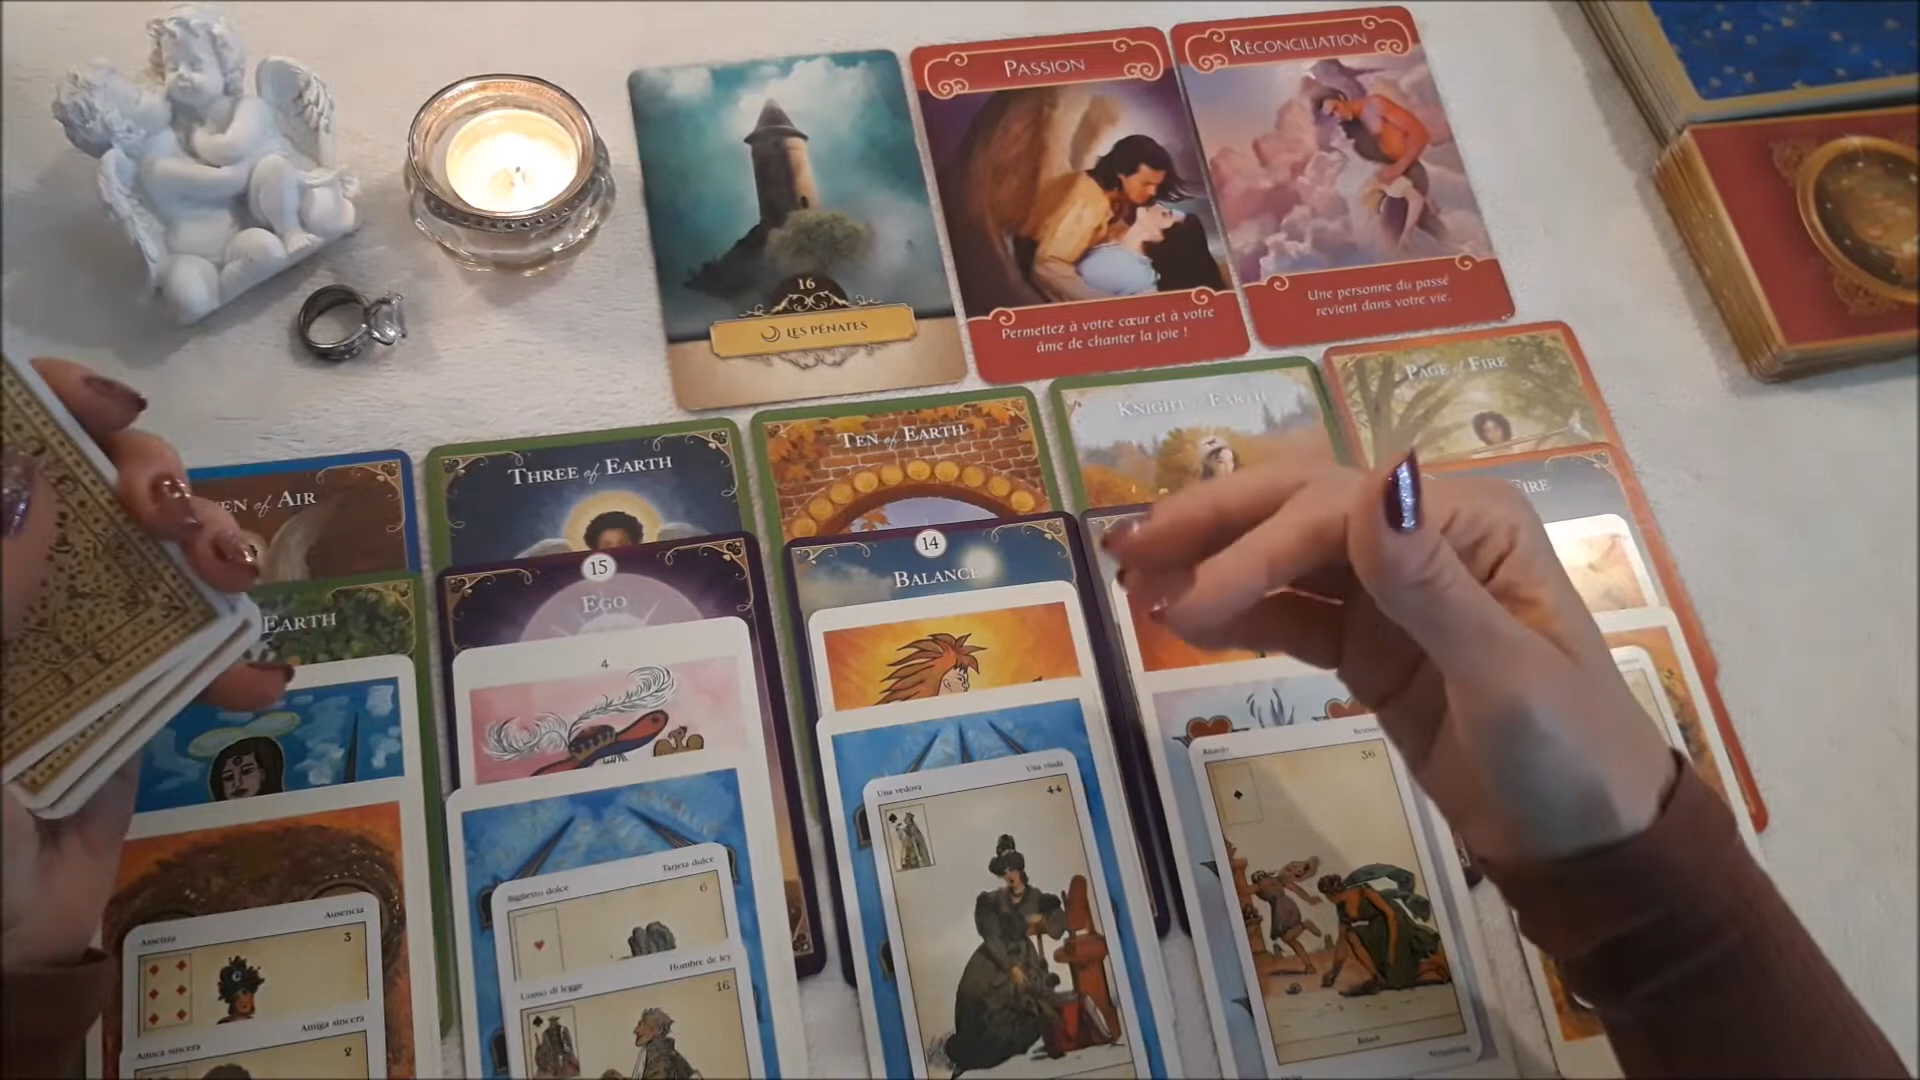 16
LES PÉNATES
PASSION
Permettez à votre cœur et à votre
âme de chanter la joie !
RÉCONCILIATION
Une personne du passé
revient dans votre vie.
OF AIR
THREE of EARTH
TEN of EARTH
KNIGHT of EARTH
PAGE of FIRE
EARTH
15
EGO
14
BALANCE
FIRE
4
Assenza
Ausencia
3
Amica sincera
Amiga sincera
2
Biglietto dolce
Tarjeta dulce
6
Uomo di legge
Hombre de ley
16
Una vedova
Una viuda
44
36